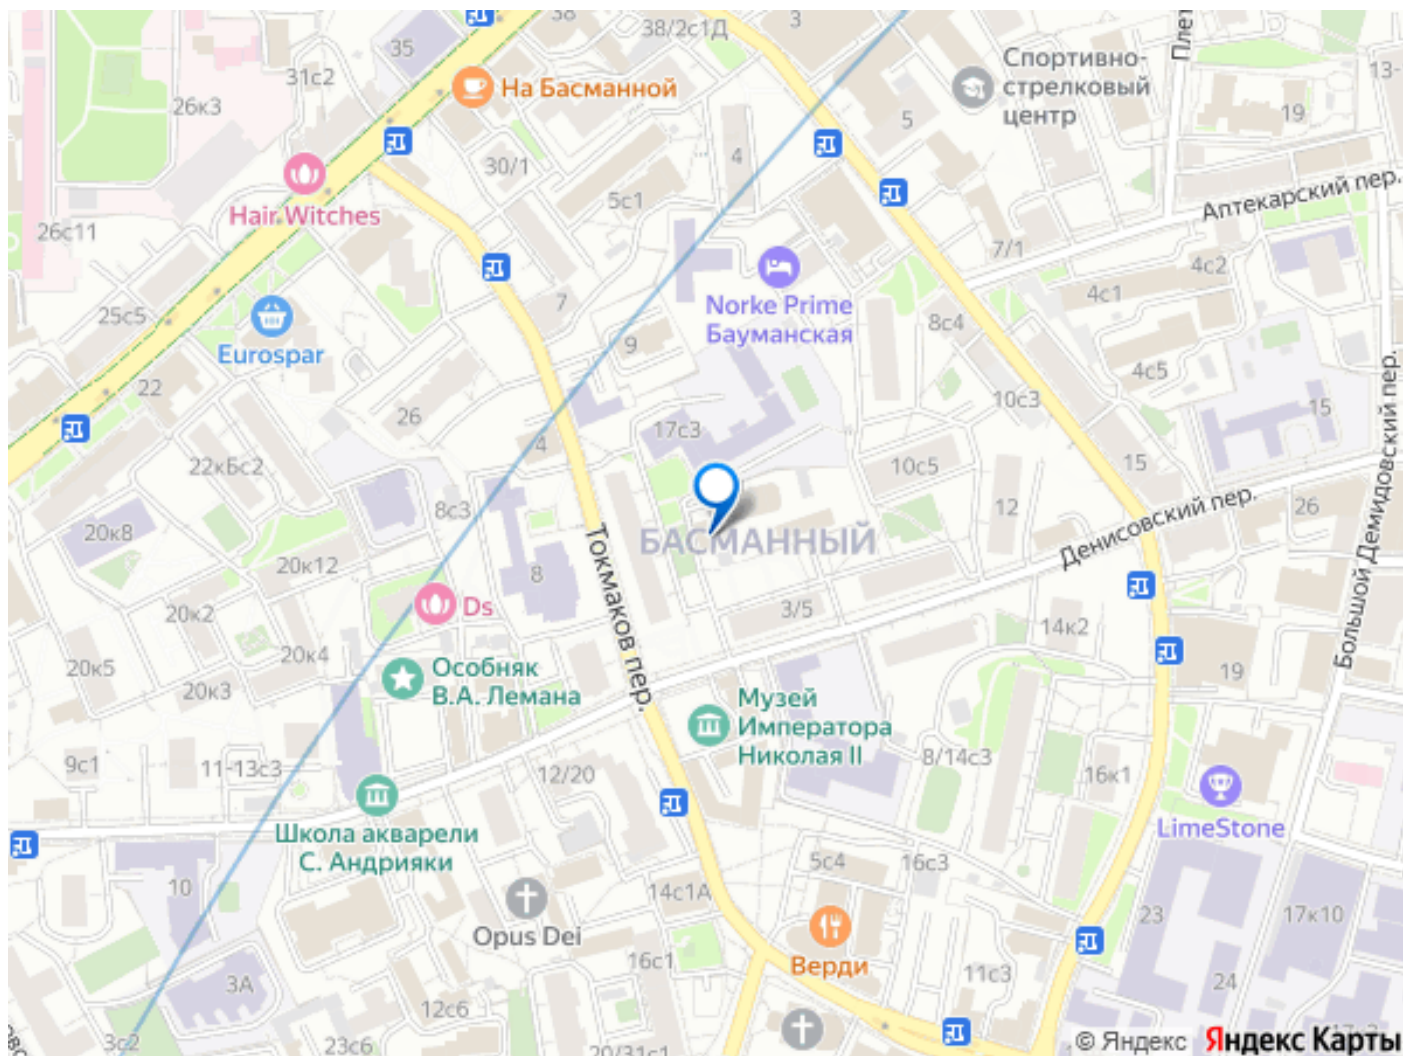 38
38/2с1Д
3
35
31с2
На Басманной
Спортивно-
стрелковый
центр
Плет
13-
26к3
5
19
30/1
4
Hair Witches
5с1
Аптекарский пер.
26с11
7/1
4с2
4с1
25с5
7
Norke Prime
Бауманская
8с4
Eurospar
9
4с5
22
26
10с3
15
4
17с3
22кБс2
10с5
15
8с3
12
26
20к8
БАСМАННЫЙ
Денисовский пер.
20к12
8
Токмаков пер.
Большой Демидовский пер.
20к2
Ds
3/5
14к2
20к4
20к5
Особняк
В.А. Лемана
19
20к3
Музей
Императора
Николая II
9с1
11-13с3
12/20
8/14с3
16к1
Школа акварели
С. Андрияки
LimeStone
5с4
16с3
10
14с1А
23
17к10
Opus Dei
Верди
16с1
11с3
24
3А
12с6
3с2
23с6
20/31с1
© Яндекс
Яндекс Карты